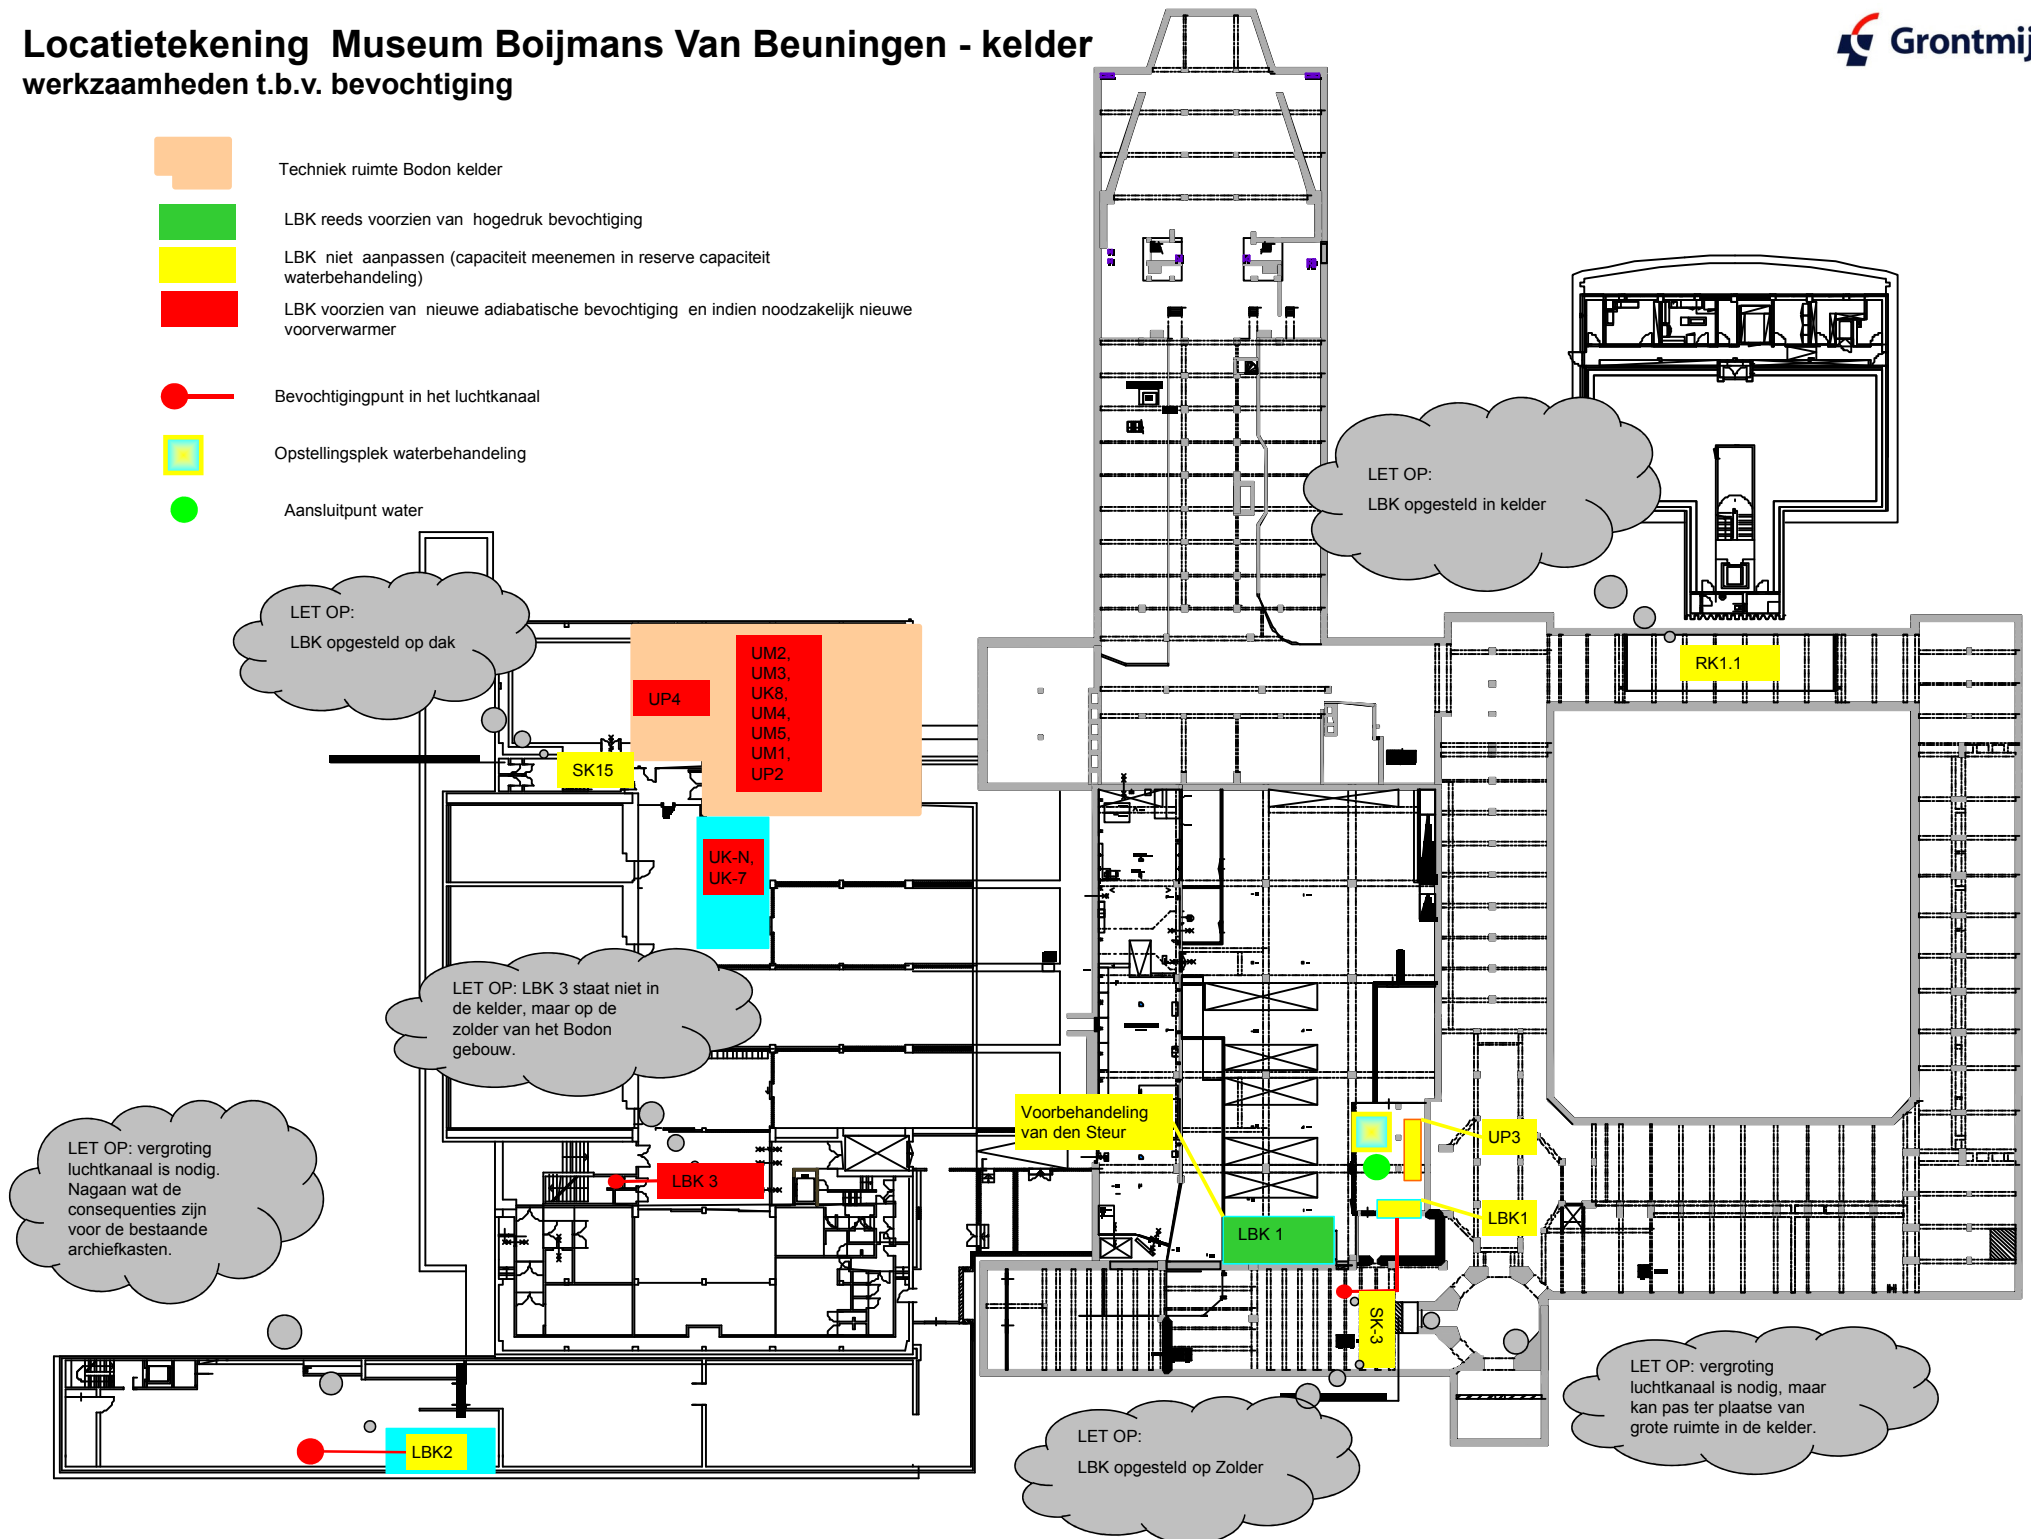 Locatietekening Museum Boijmans Van Beuningen - kelder
werkzaamheden t.b.v. bevochtiging
Grontmij
Techniek ruimte Bodon kelder
LBK reeds voorzien van hogedruk bevochtiging
LBK niet aanpassen (capaciteit meenemen in reserve capaciteit
waterbehandeling)
LBK voorzien van nieuwe adiabatische bevochtiging en indien noodzakelijk nieuwe
voorverwarmer
Bevochtigingpunt in het luchtkanaal
Opstellingsplek waterbehandeling
Aansluitpunt water
LET OP:
LBK opgesteld in kelder
LET OP:
LBK opgesteld op dak
UM2,
UM3,
UK8,
UM4,
UM5,
UM1,
UP2
UP4
RK1.1
SK15
UK-N,
UK-7
LET OP: LBK 3 staat niet in
de kelder, maar op de
zolder van het Bodon
gebouw.
Voorbehandeling
van den Steur
UP3
LET OP: vergroting
luchtkanaal is nodig.
Nagaan wat de
consequenties zijn
voor de bestaande
archiefkasten.
LBK 3
LBK1
LBK 1
SK-3
LET OP: vergroting
luchtkanaal is nodig, maar
kan pas ter plaatse van
grote ruimte in de kelder.
LBK2
LET OP:
LBK opgesteld op Zolder